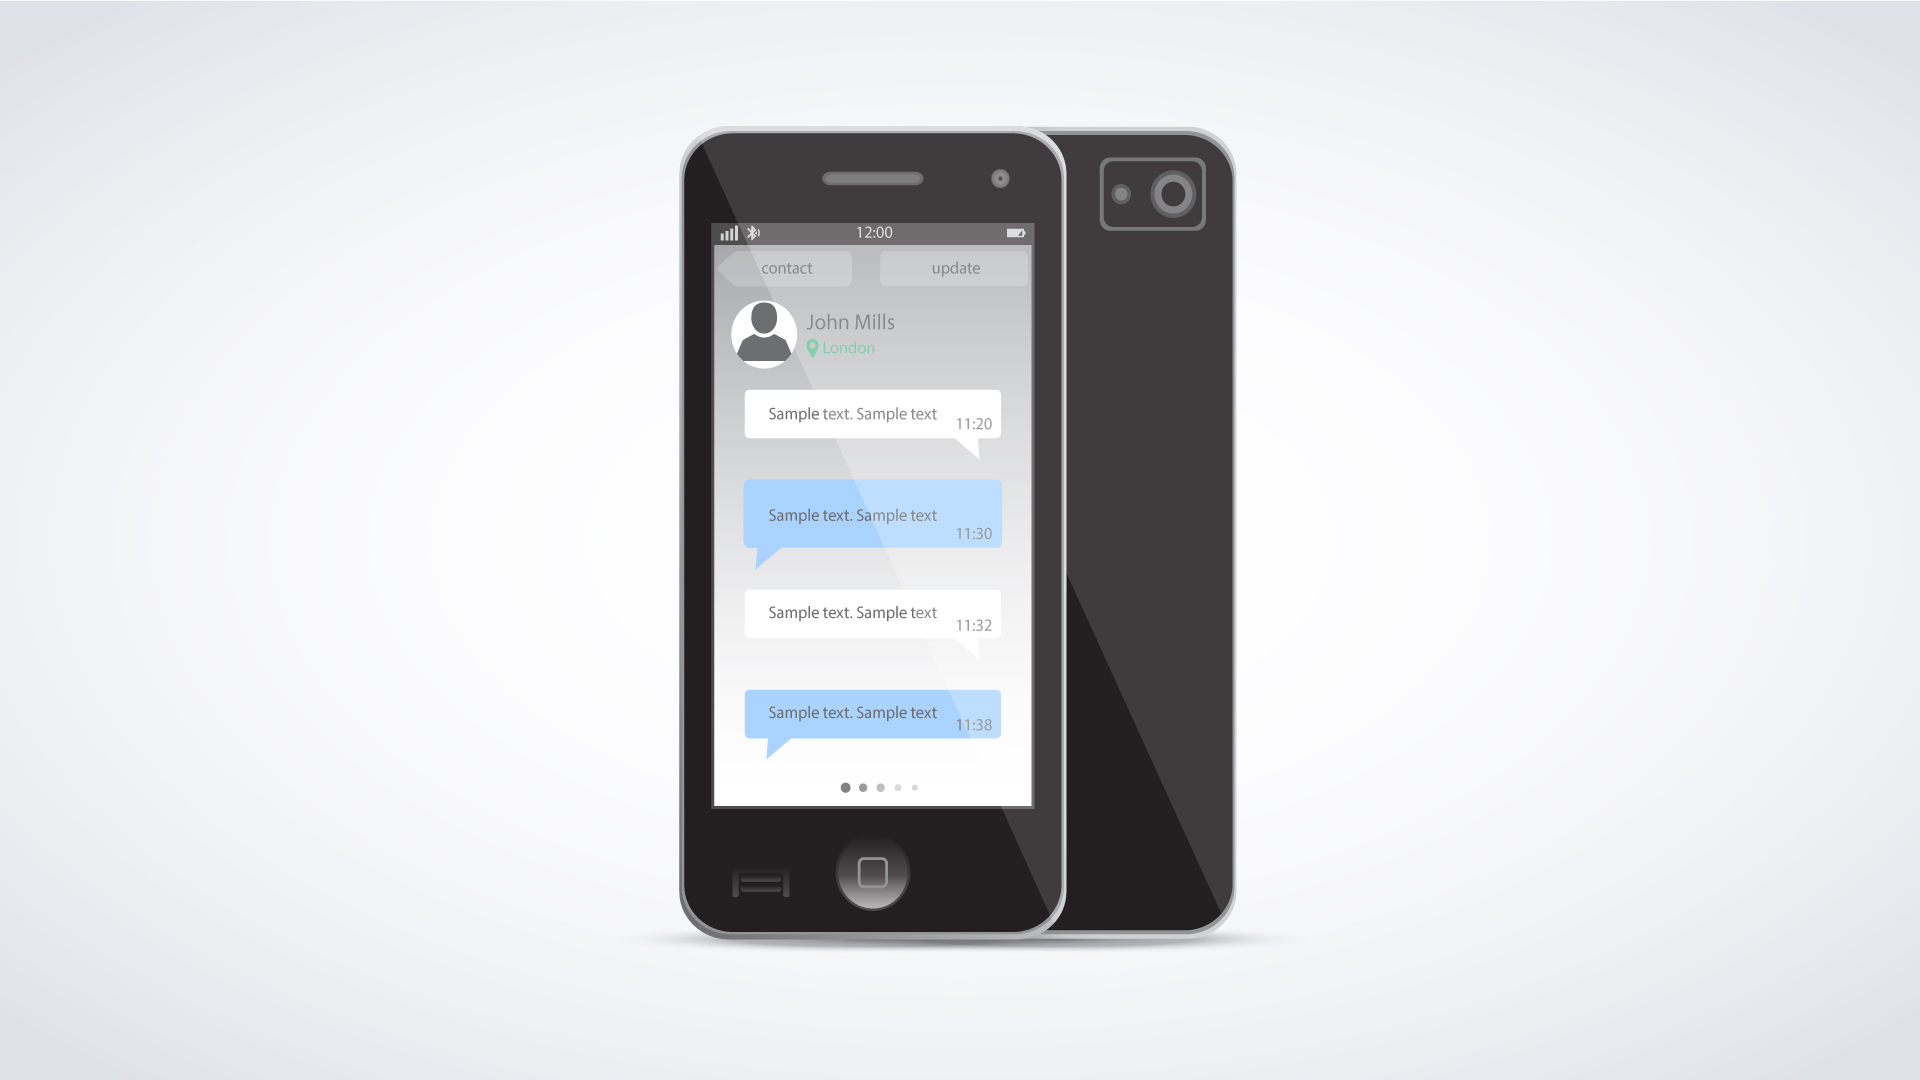 12:00
contact
update
John Mills
London
Sample text. Sample text
11:20
Sample text. Sample text
11:30
Sample text. Sample text
11:32
Sample text. Sample text
11:38